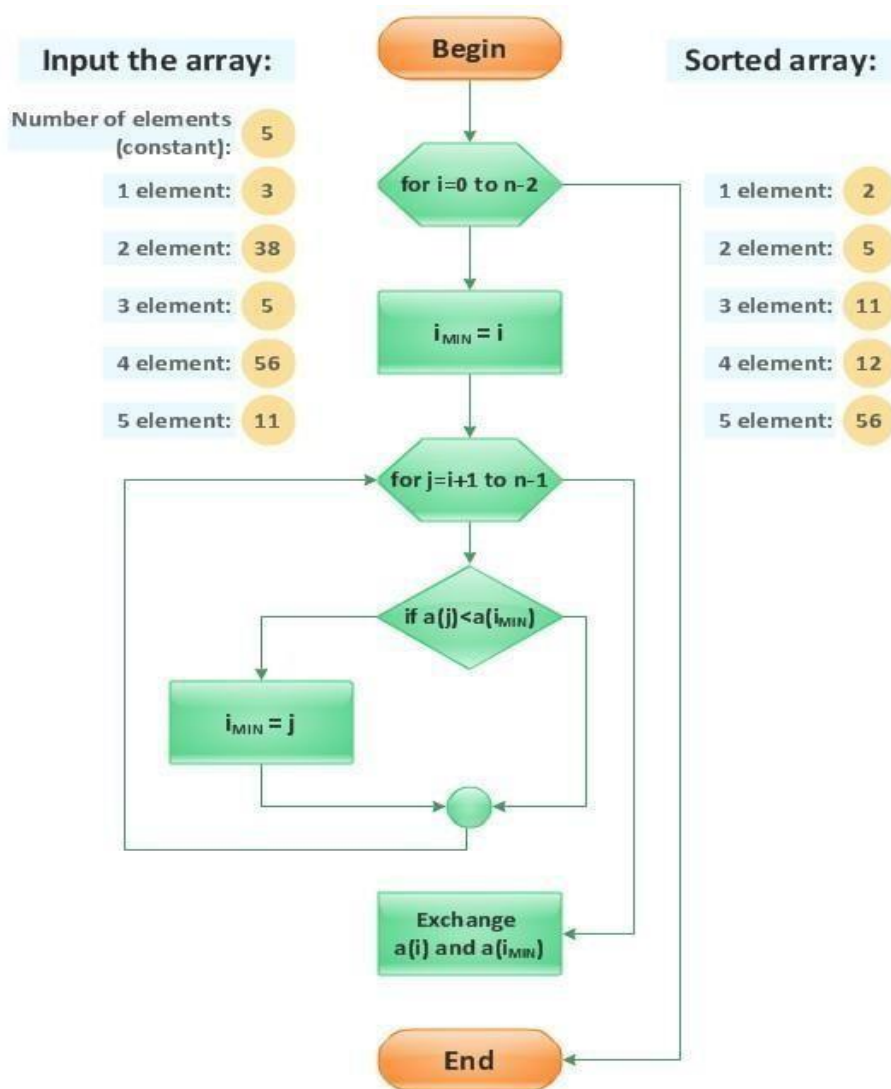 Begin
Input the array:
Number of elements
(constant):
5
1 element: 3
2 element: 38
3 element: 5
4 element: 56
5 element: 11
for i=0 to n-2
iMIN = i
for j=i+1 to n-1
if a(j)<a(iMIN)
iMIN = j
Exchange
a(i) and a(iMIN)
End
Sorted array:
1 element: 2
2 element: 5
3 element: 11
4 element: 12
5 element: 56